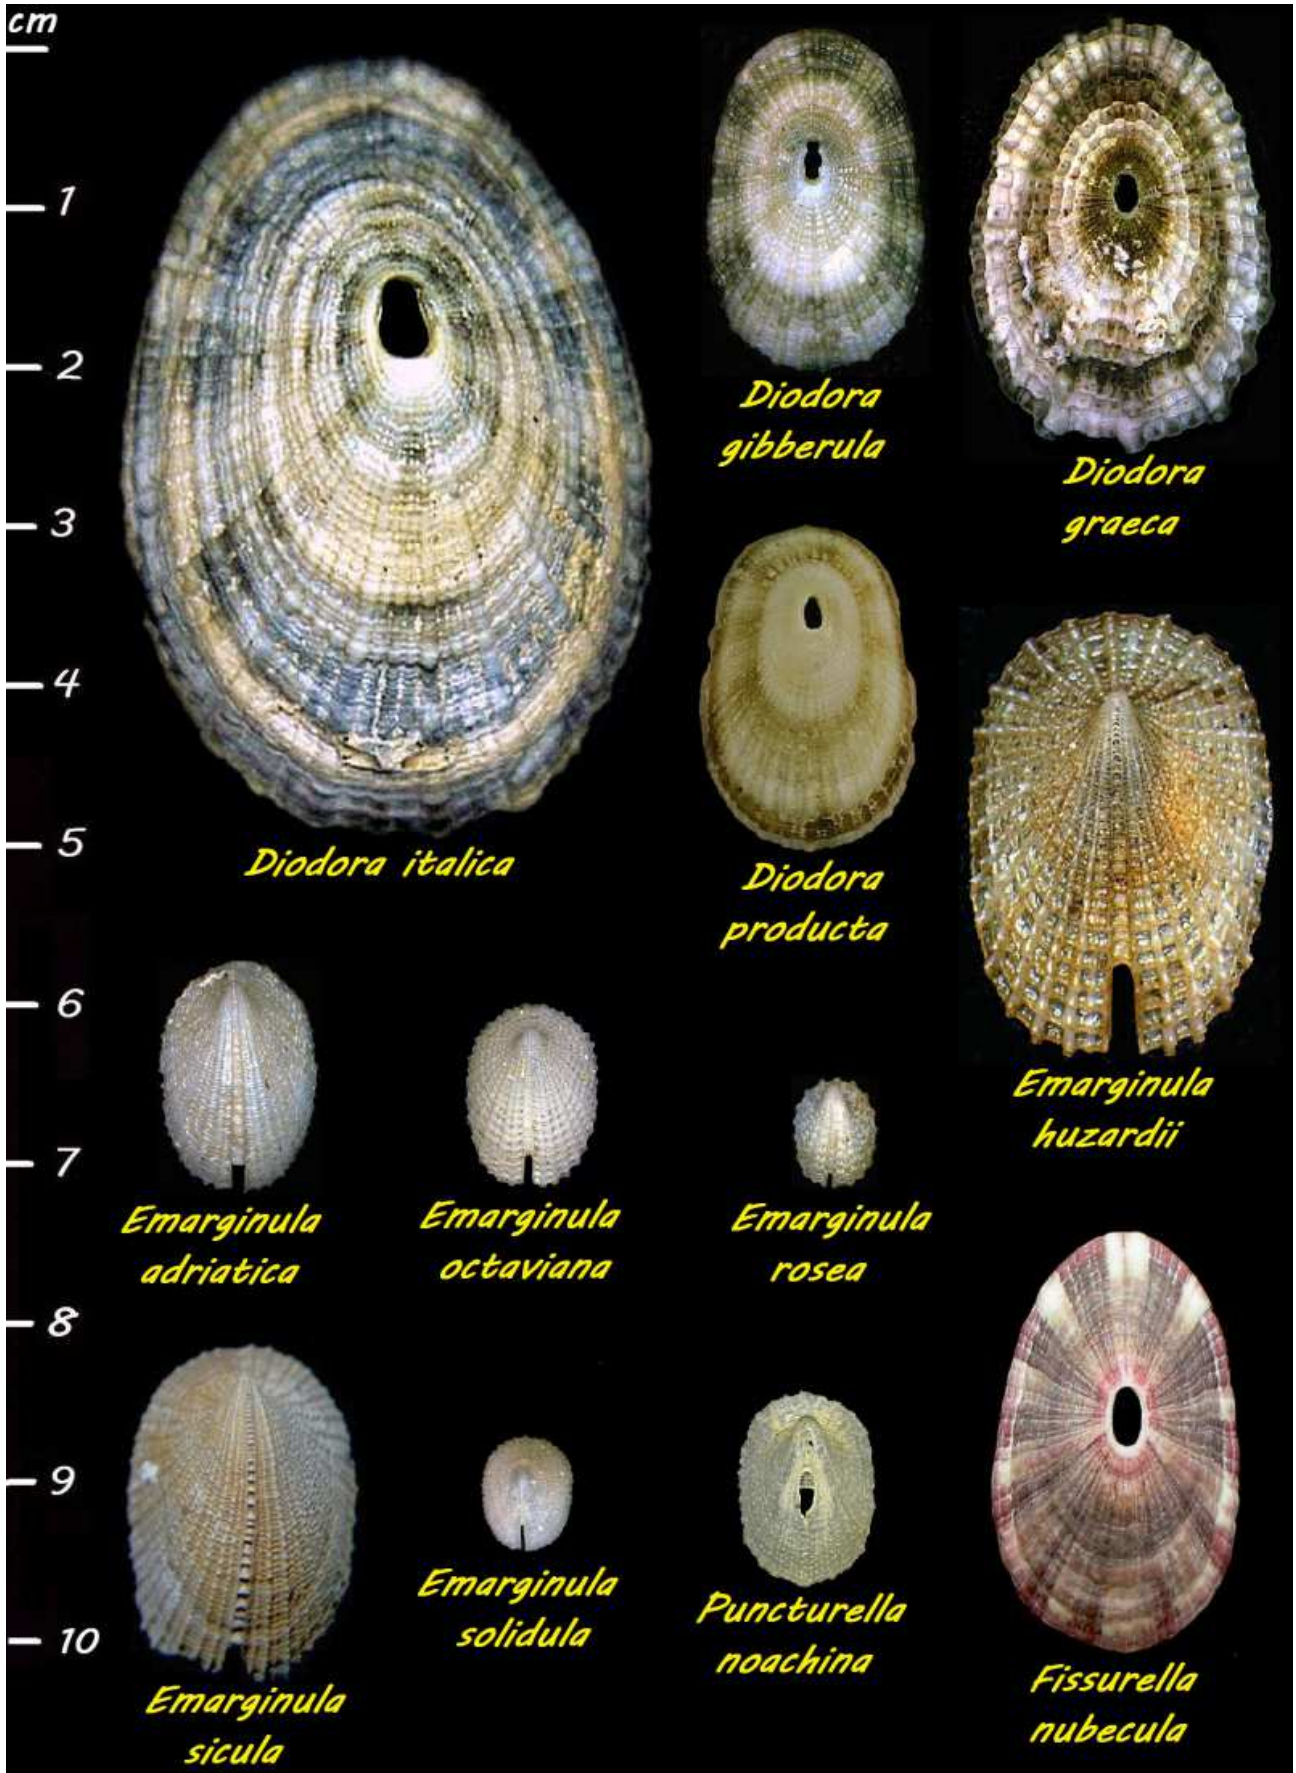 cm
1
2
3
4
5
6
7
8
9
10
Diodora italica
Diodora
gibberula
Diodora
graeca
Diodora
producta
Emarginula
huzardii
Emarginula
adriatica
Emarginula
octaviana
Emarginula
rosea
Emarginula
sicula
Emarginula
solidula
Puncturella
noachina
Fissurella
nubecula